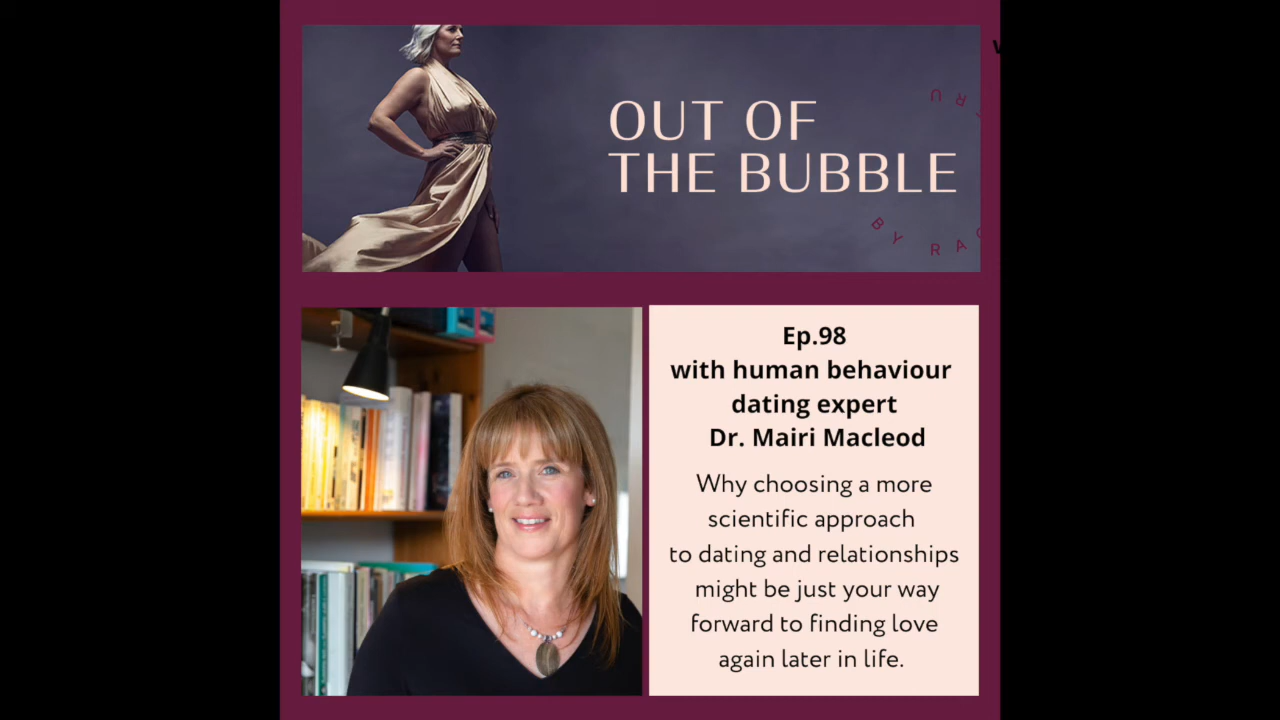 OUT OF
THE BUBBLE
BY
Ep.98
with human behaviour
dating expert
Dr. Mairi Macleod
Why choosing a more
scientific approach
to dating and relationships
might be just your way
forward to finding love
again later in life.